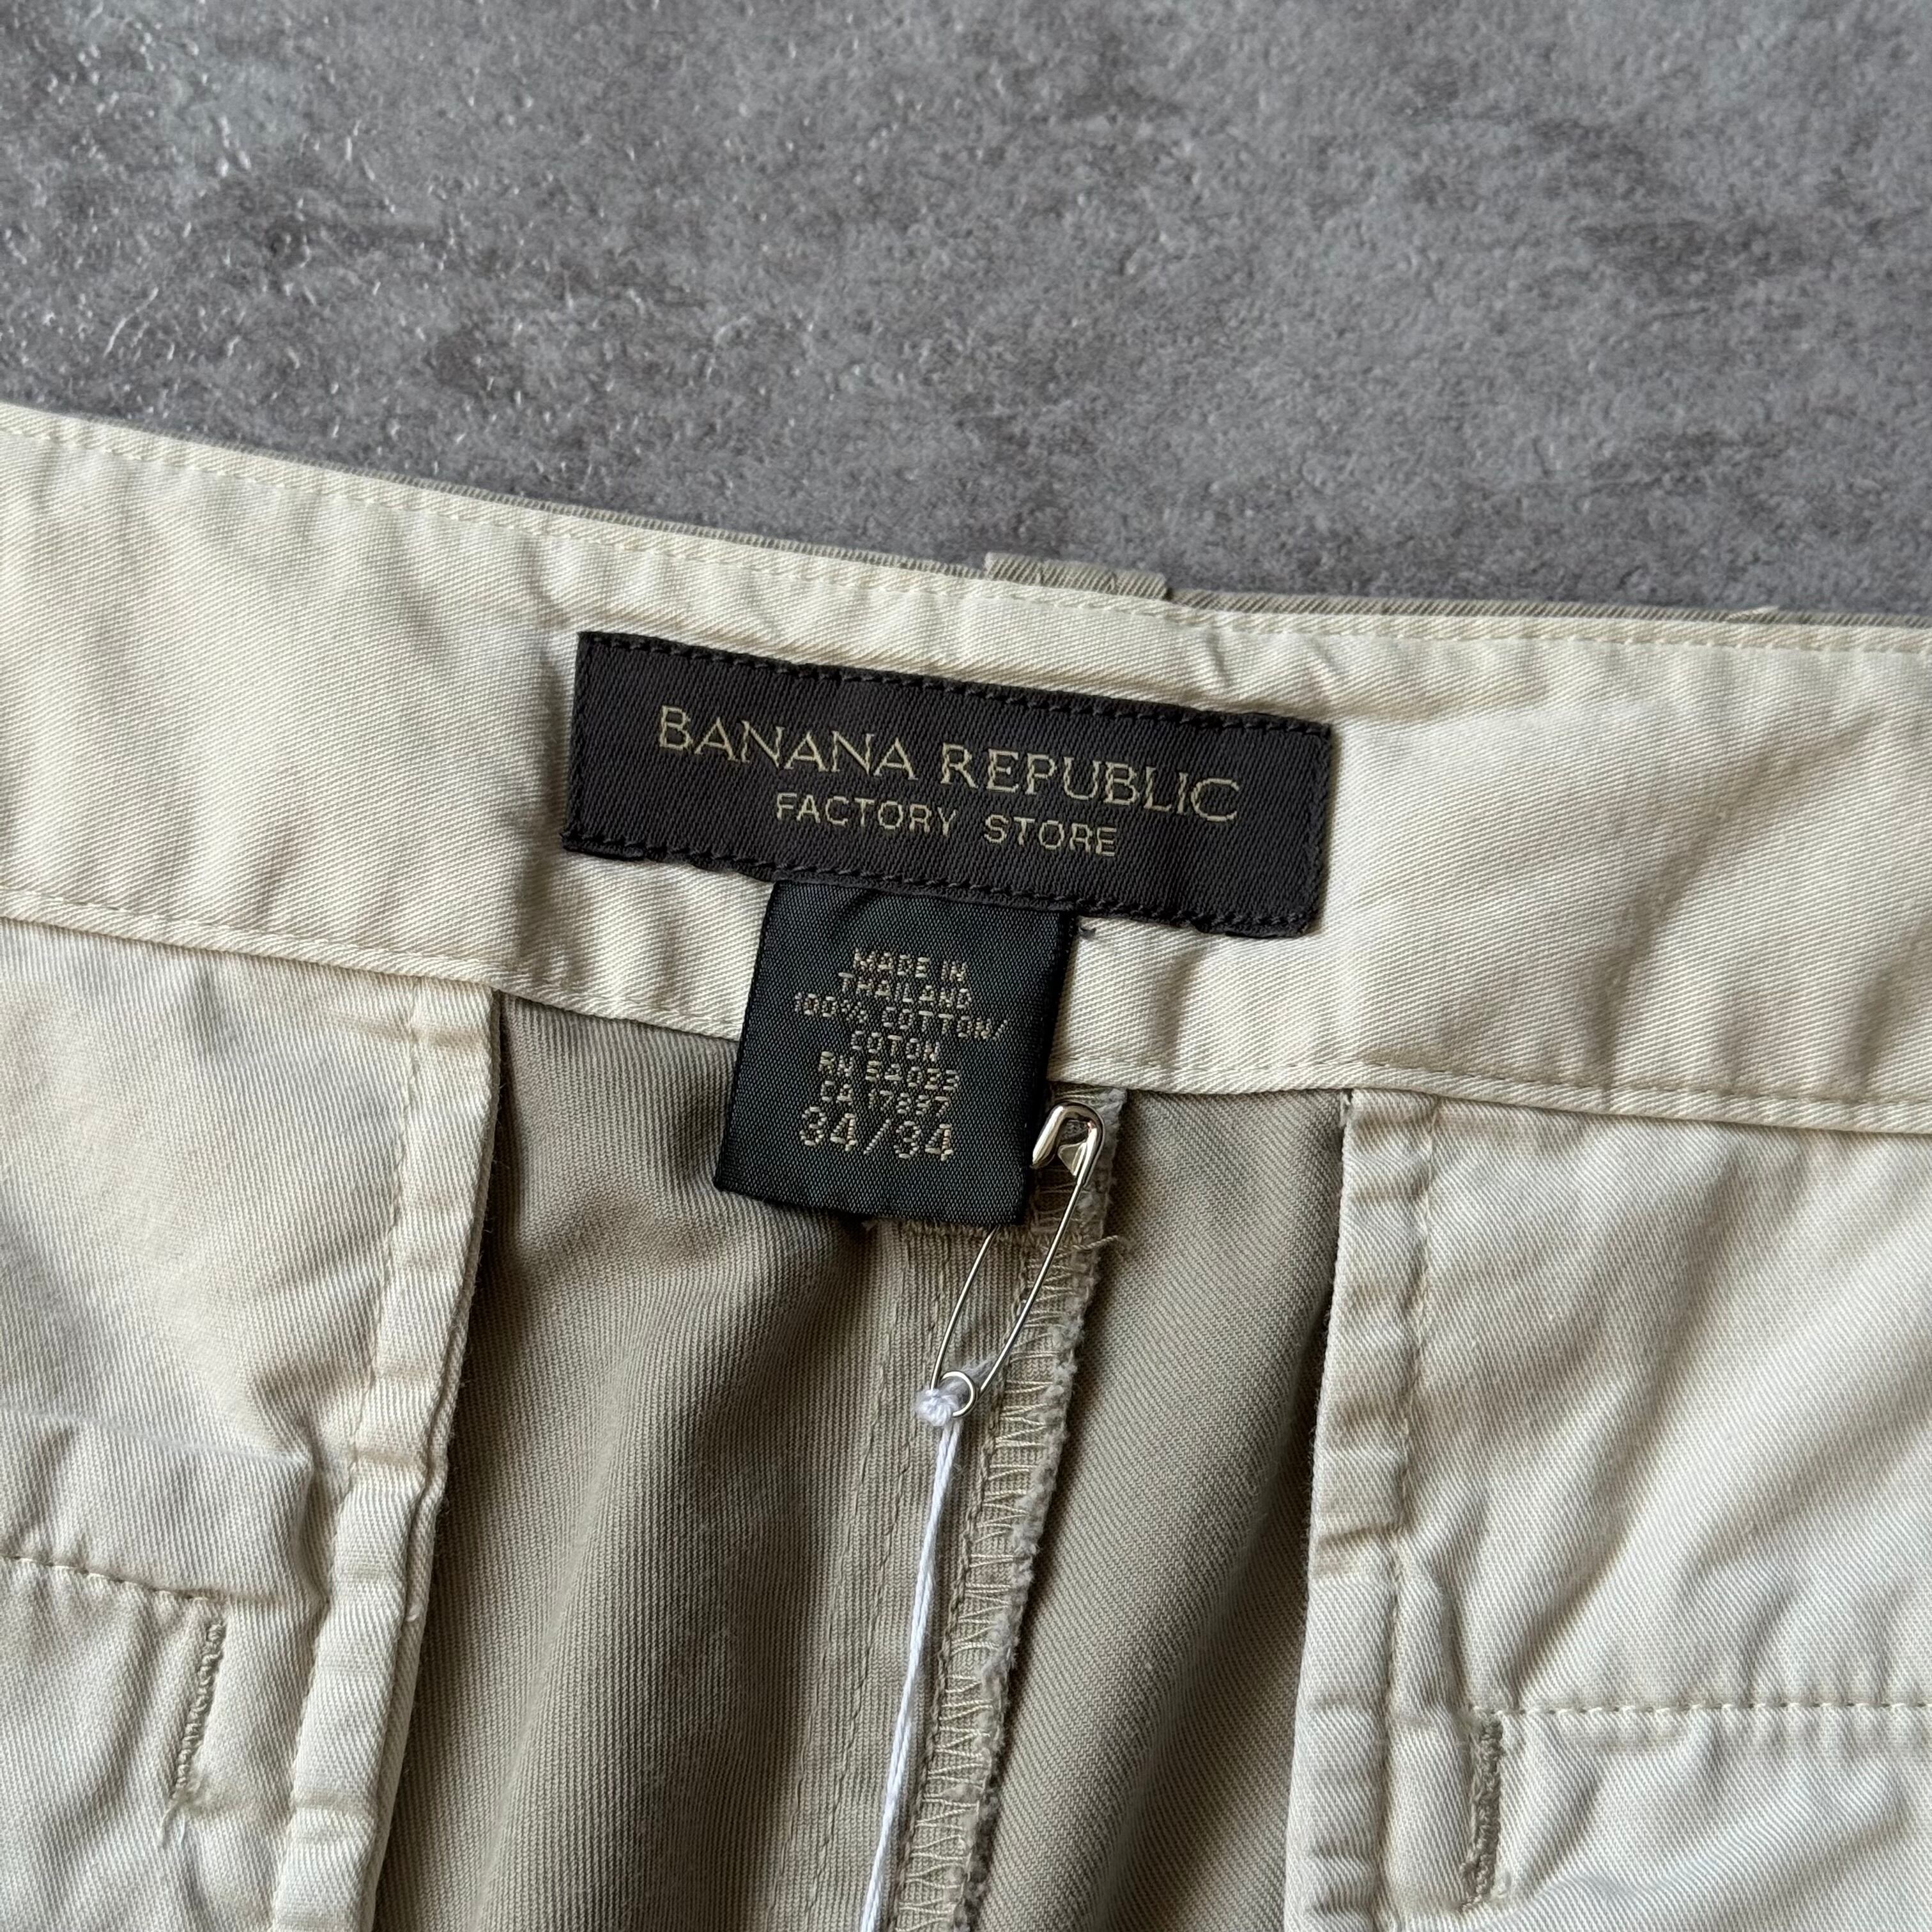 BANANA REPUBLIC
FACTORY STORE
MADE IN
THAILAND
100% COTTON/
COTON
RN 54023
CA 17897
34/34